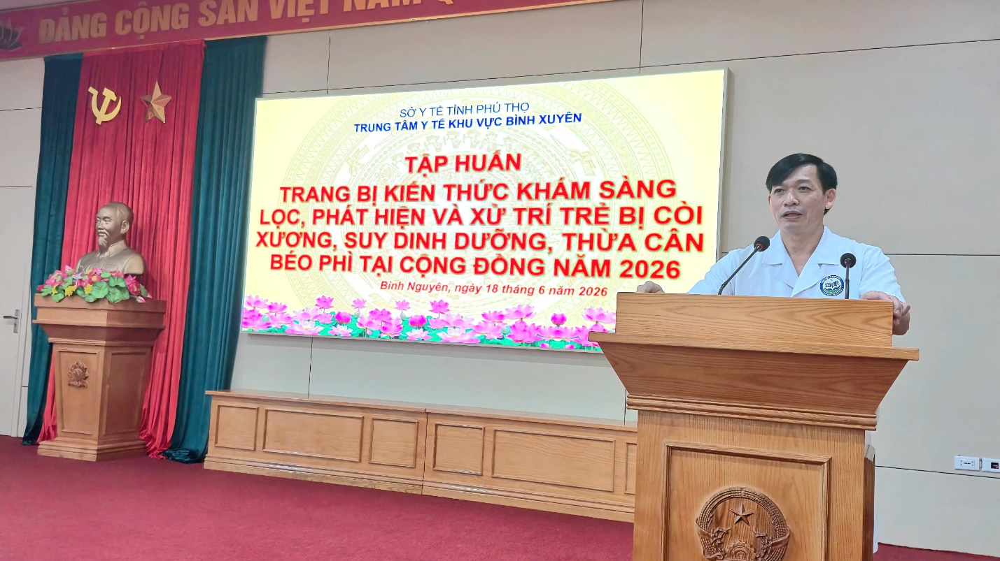 ĐẢNG CỘNG SẢN VIỆT NAM
SỞ Y TẾ TỈNH PHÚ THỌ
TRUNG TÂM Y TẾ KHU VỰC BÌNH XUYÊN
TẬP HUẤN
TRANG BỊ KIẾN THỨC KHÁM SÀNG
LỌC, PHÁT HIỆN VÀ XỬ TRÍ TRẺ BỊ CÒI
XƯƠNG, SUY DINH DƯỠNG, THỪA CÂN
BÉO PHÌ TẠI CỘNG ĐỒNG NĂM 2026
Bình Nguyên, ngày 18 tháng 6 năm 2026